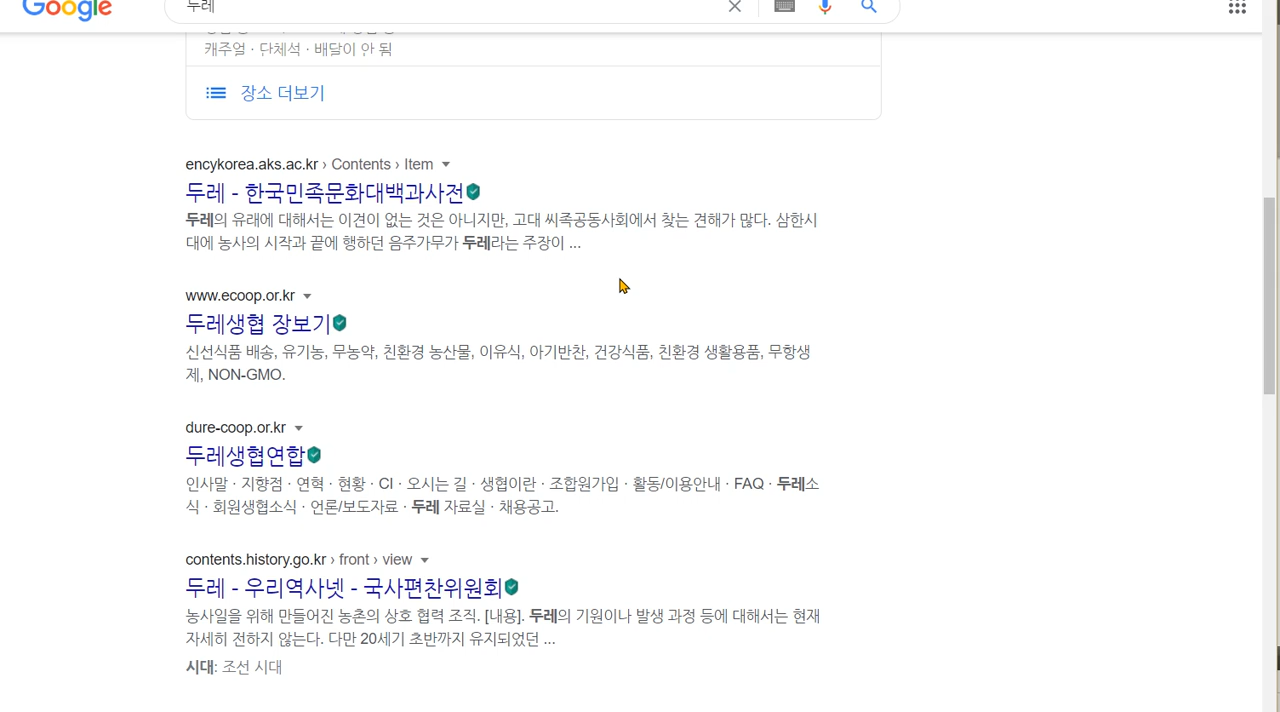 Google
두레
캐주얼 · 단체석 · 배달이 안 됨
장소 더보기
encykorea.aks.ac.kr › Contents › Item
두레 - 한국민족문화대백과사전
두레의 유래에 대해서는 이견이 없는 것은 아니지만, 고대 씨족공동사회에서 찾는 견해가 많다. 삼한시
대에 농사의 시작과 끝에 행하던 음주가무가 두레라는 주장이 ...
www.ecoop.or.kr
두레생협 장보기
신선식품 배송, 유기농, 무농약, 친환경 농산물, 이유식, 아기반찬, 건강식품, 친환경 생활용품, 무항생
제, NON-GMO.
dure-coop.or.kr
두레생협연합
인사말 · 지향점 · 연혁 · 현황 · CI · 오시는 길 · 생협이란 · 조합원가입 · 활동/이용안내 · FAQ · 두레소
식 · 회원생협소식 · 언론/보도자료 · 두레 자료실 · 채용공고.
contents.history.go.kr › front › view
두레 - 우리역사넷 - 국사편찬위원회
농사일을 위해 만들어진 농촌의 상호 협력 조직. [내용]. 두레의 기원이나 발생 과정 등에 대해서는 현재
자세히 전하지 않는다. 다만 20세기 초반까지 유지되었던 ...
시대: 조선 시대